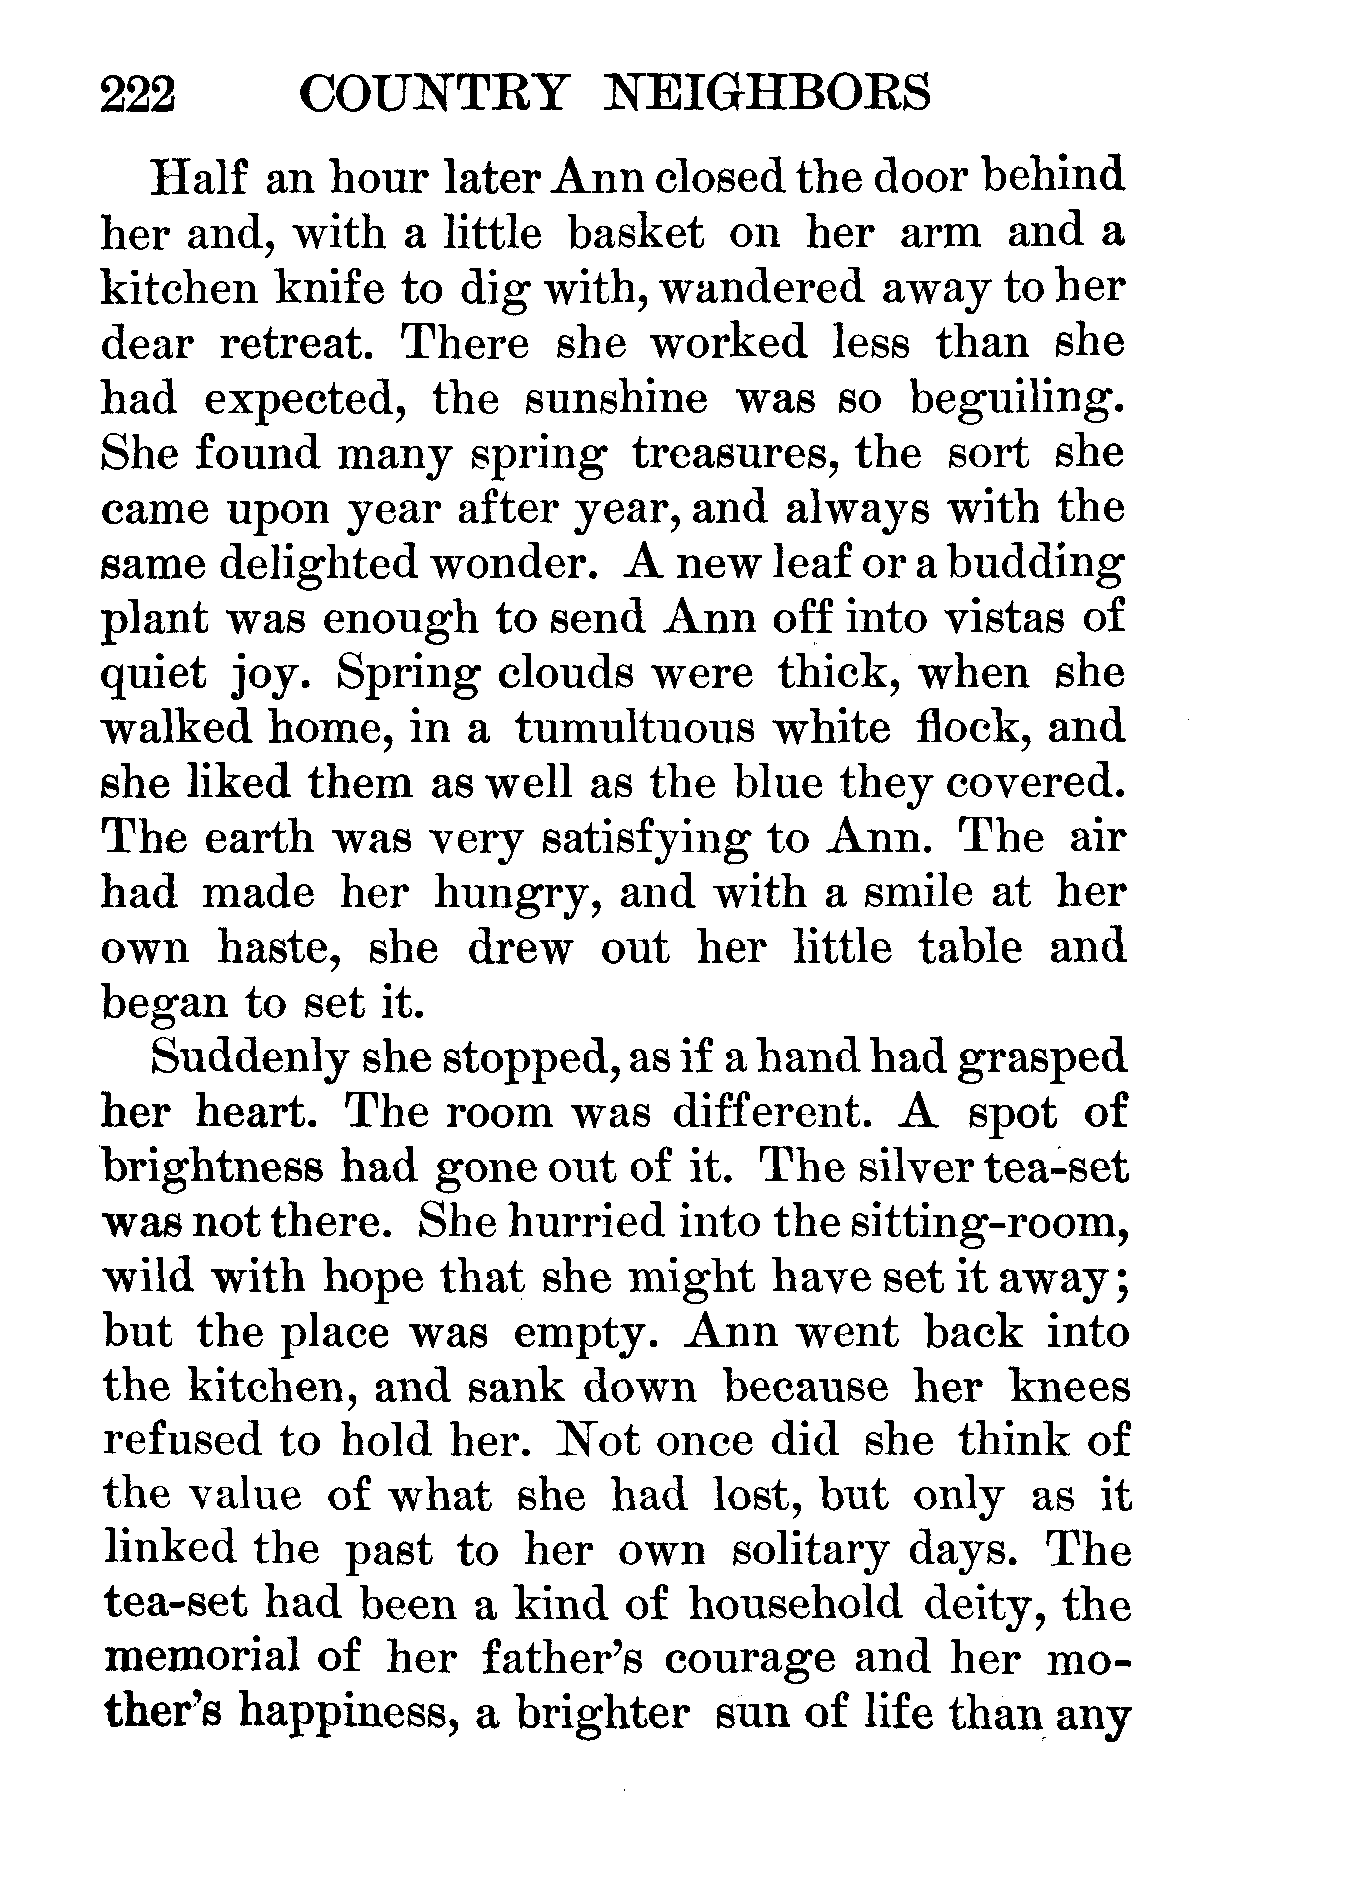 222 COUNTRY NEIGHBORS
Half an hour later Ann closed the door behind
her and, with a little basket on her arm and a
kitchen knife to dig with, wandered away to her
dear retreat. There she worked less than she
had expected, the sunshine was so beguiling.
She found many spring treasures, the sort she
came upon year after year, and always with the
same delighted wonder. A new leaf or a budding
plant was enough to send Ann off into vistas of
quiet joy. Spring clouds were thick, when she
walked home, in a tumultuous white flock, and
she liked them as well as the blue they covered.
The earth was very satisfying to Ann. The air
had made her hungry, and with a smile at her
own haste, she drew out her little table and
began to set it.
Suddenly she stopped, as if a hand had grasped
her heart. The room was different. A spot of
brightness had gone out of it. The silver tea-set
was not there. She hurried into the sitting-room,
wild with hope that she might have set it away;
but the place was empty. Ann went back into
the kitchen, and sank down because her knees
refused to hold her. Not once did she think of
the value of what she had lost, but only as it
linked the past to her own solitary days. The
tea-set had been a kind of household deity, the
memorial of her father's courage and her mo-
ther's happiness, a brighter sun of life than any